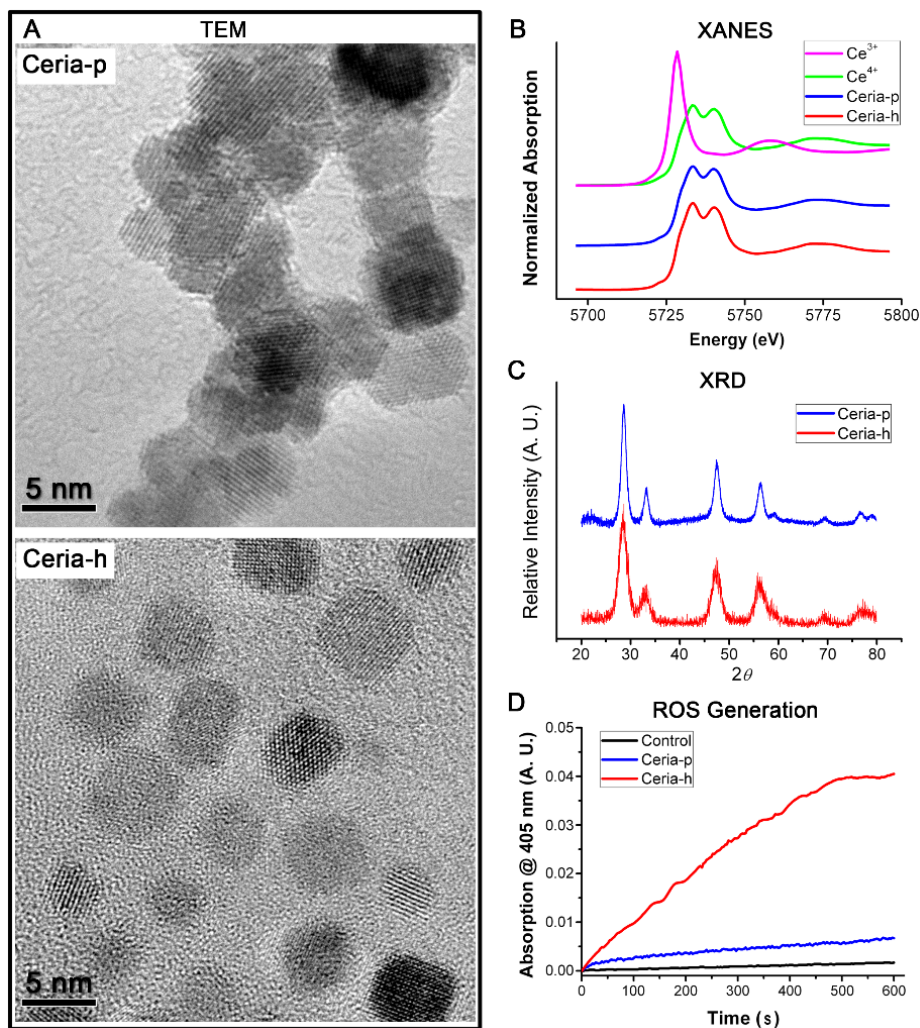 A
TEM
Ceria-p
5 nm
Ceria-h
5 nm
B
XANES
Ce³⁺
Ce⁴⁺
Ceria-p
Ceria-h
Normalized Absorption
5700 5725 5750 5775 5800
Energy (eV)
C
XRD
Ceria-p
Ceria-h
Relative Intensity (A. U.)
20 30 40 50 60 70 80
2θ
D
ROS Generation
0.05
0.04
0.03
0.02
0.01
0.00
Control
Ceria-p
Ceria-h
Absorption @ 405 nm (A. U.)
0 100 200 300 400 500 600
Time (s)